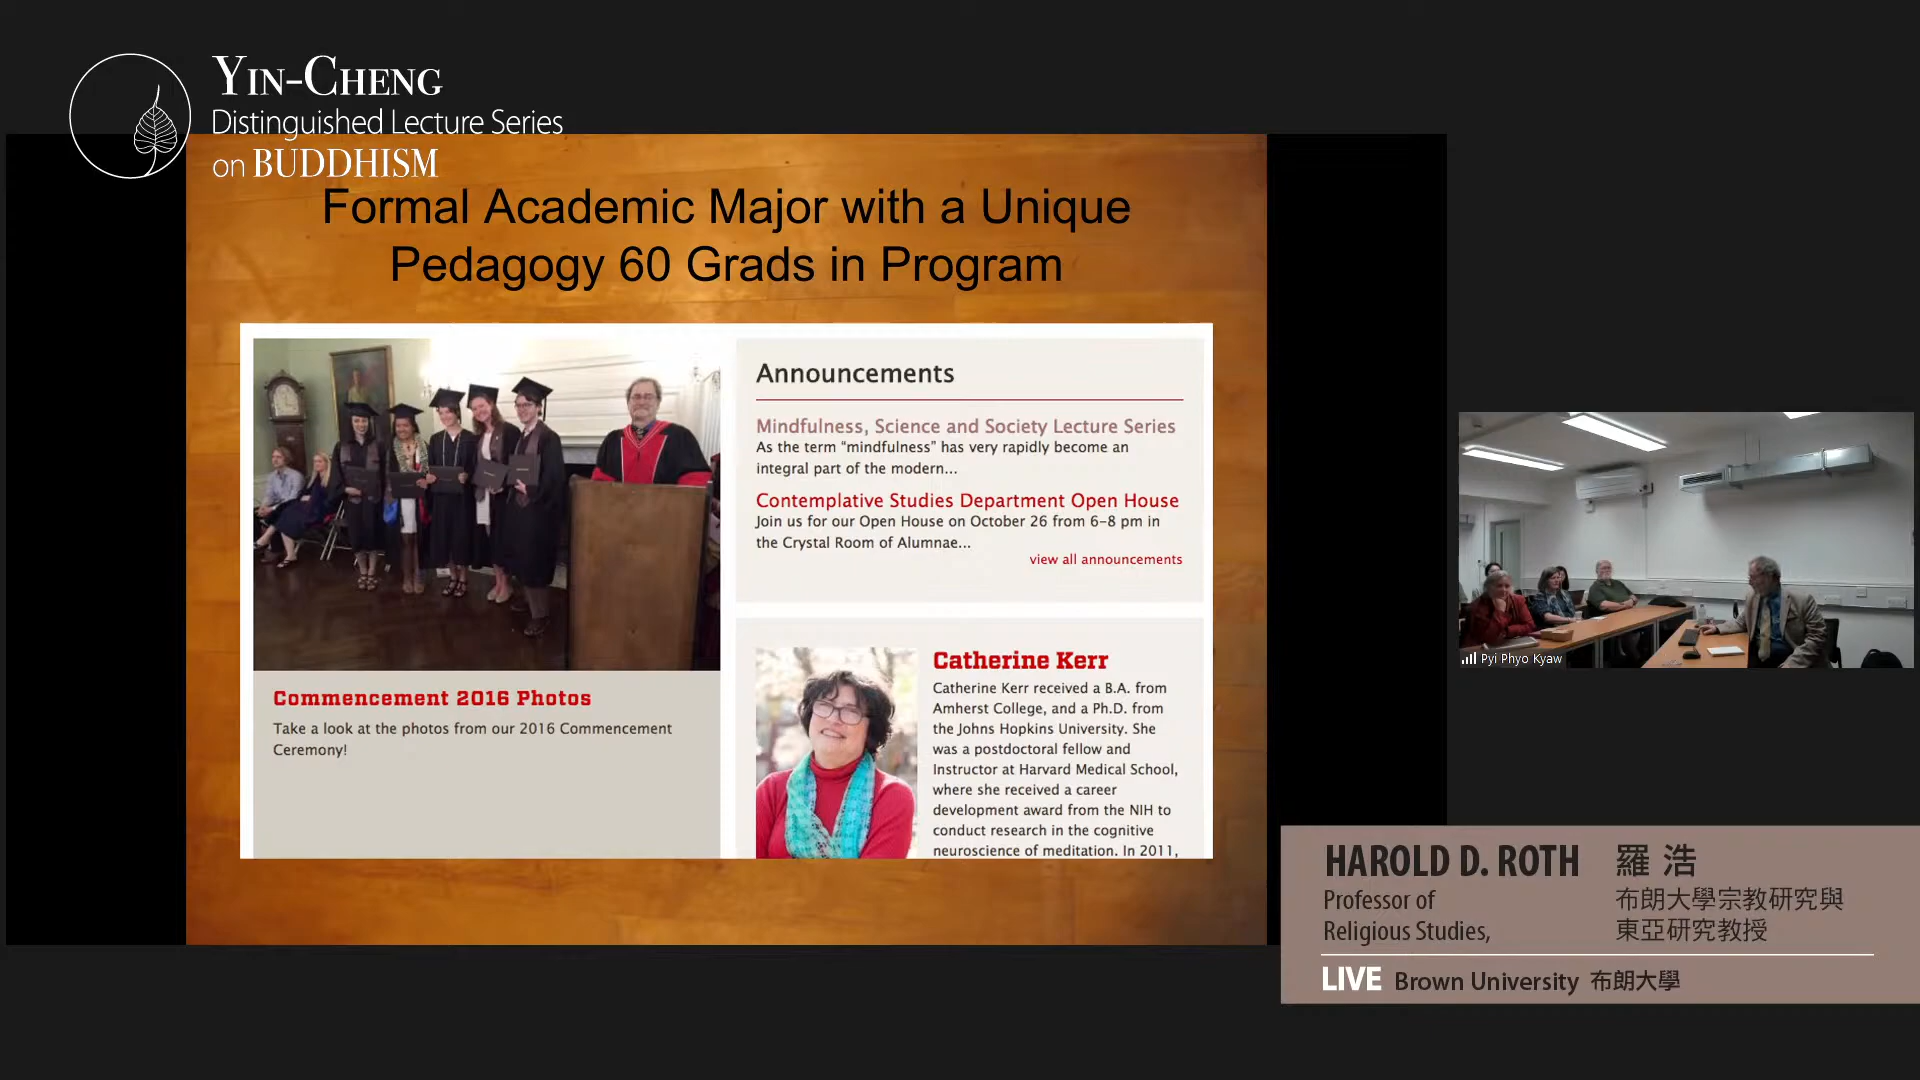 YIN-CHENG
Distinguished Lecture Series
on BUDDHISM
Formal Academic Major with a Unique
Pedagogy 60 Grads in Program
Announcements
Mindfulness, Science and Society Lecture Series
As the term “mindfulness” has very rapidly become an
integral part of the modern...
Contemplative Studies Department Open House
Join us for our Open House on October 26 from 6–8 pm in
the Crystal Room of Alumnae...
view all announcements
Commencement 2016 Photos
Take a look at the photos from our 2016 Commencement
Ceremony!
Catherine Kerr
Catherine Kerr received a B.A. from
Amherst College, and a Ph.D. from
the Johns Hopkins University. She
was a postdoctoral fellow and
Instructor at Harvard Medical School,
where she received a career
development award from the NIH to
conduct research in the cognitive
neuroscience of meditation. In 2011,
Pyi Phyo Kyaw
HAROLD D. ROTH 羅 浩
Professor of
Religious Studies,
布朗大學宗教研究與
東亞研究教授
LIVE Brown University 布朗大學